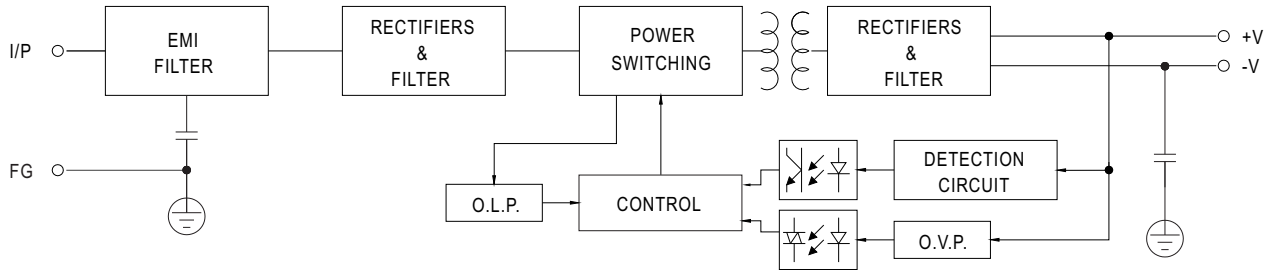 I/P
EMI
FILTER
RECTIFIERS
&
FILTER
POWER
SWITCHING
RECTIFIERS
&
FILTER
+V
-V
FG
O.L.P.
CONTROL
DETECTION
CIRCUIT
O.V.P.